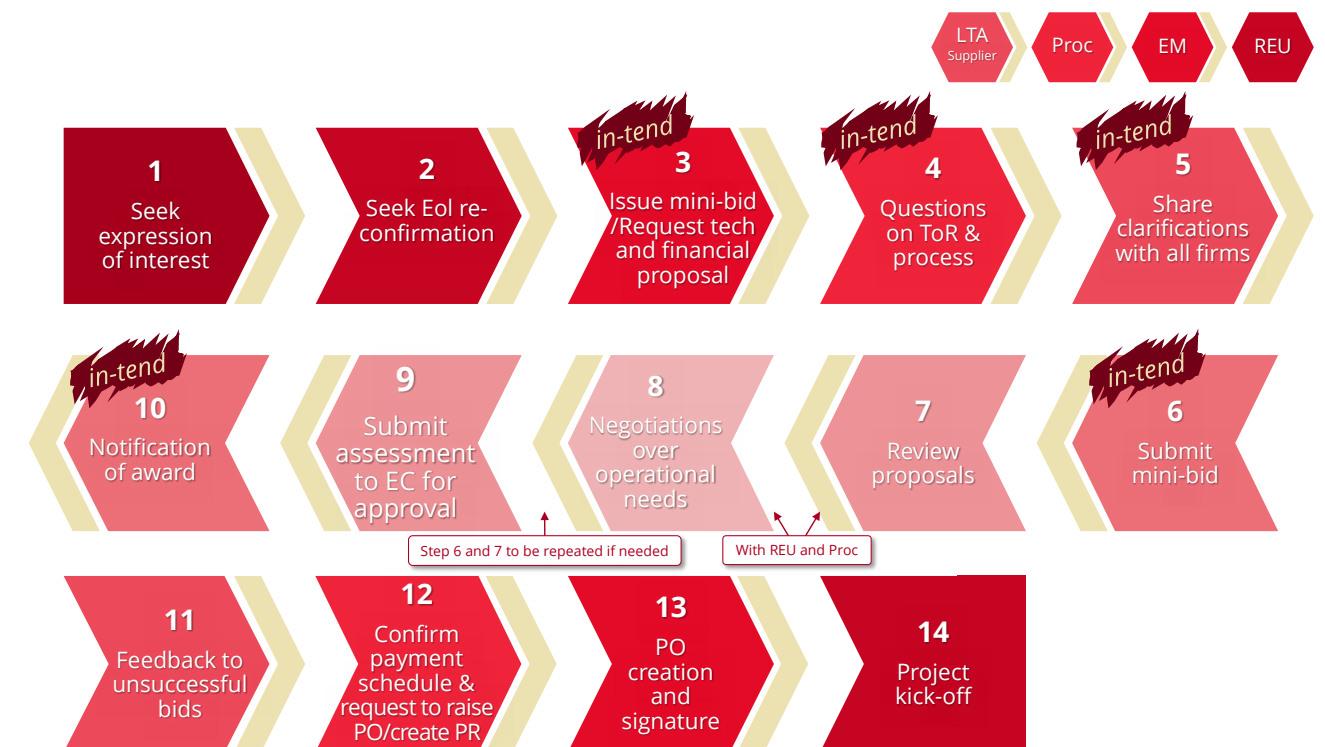 LTA
Supplier
Proc
EM
REU
1
Seek
expression
of interest
2
Seek EoI re-
confirmation
in-tend
3
Issue mini-bid
/Request tech
and financial
proposal
in-tend
4
Questions
on ToR &
process
in-tend
5
Share
clarifications
with all firms
in-tend
10
Notification
of award
9
Submit
assessment
to EC for
approval
8
Negotiations
over
operational
needs
7
Review
proposals
in-tend
6
Submit
mini-bid
Step 6 and 7 to be repeated if needed
With REU and Proc
11
Feedback to
unsuccessful
bids
12
Confirm
payment
schedule &
request to raise
PO/create PR
13
PO
creation
and
signature
14
Project
kick-off